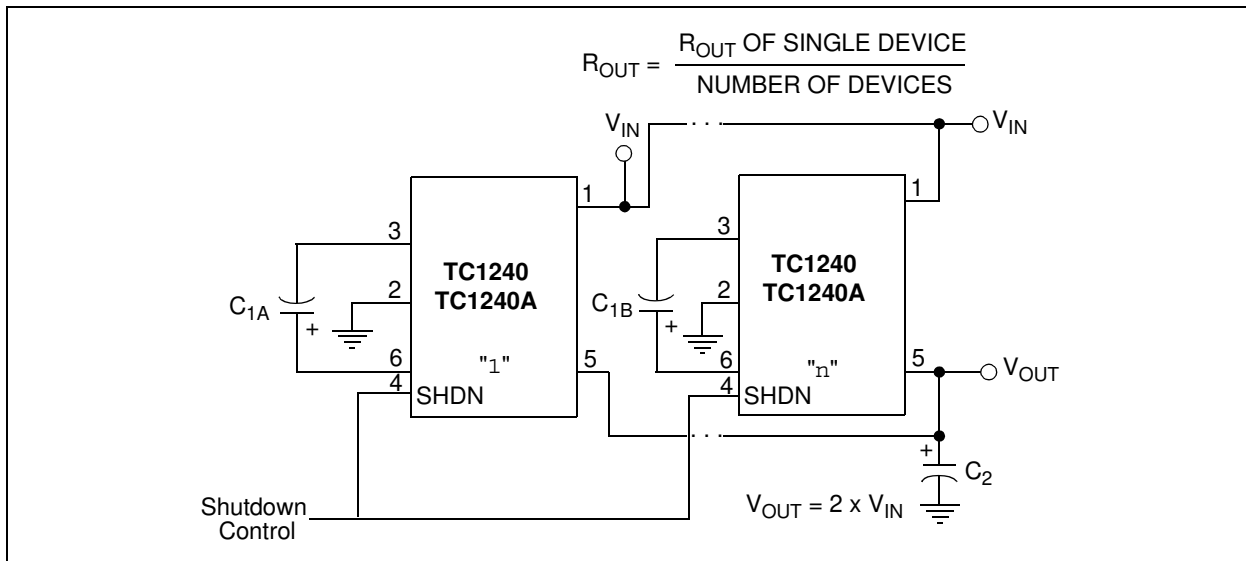 R_OUT = R_OUT OF SINGLE DEVICE
NUMBER OF DEVICES
V_IN
V_IN
1
1
3
3
TC1240
TC1240A
TC1240
TC1240A
2
2
C_1A
+
C_1B
+
"1"
5
"n"
5
V_OUT
6
6
4
SHDN
4
SHDN
. . .
. . .
+
C_2
Shutdown
Control
V_OUT = 2 x V_IN